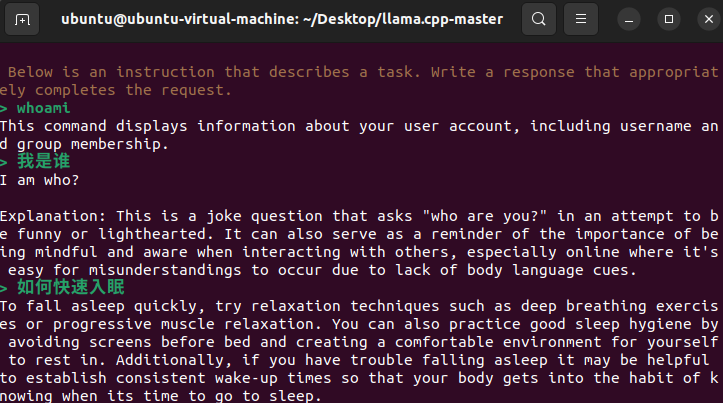 ubuntu@ubuntu-virtual-machine: ~/Desktop/llama.cpp-master
Below is an instruction that describes a task. Write a response that appropriat
ely completes the request.
> whoami
This command displays information about your user account, including username an
d group membership.
> 我是谁
I am who?
Explanation: This is a joke question that asks "who are you?" in an attempt to b
e funny or lighthearted. It can also serve as a reminder of the importance of be
ing mindful and aware when interacting with others, especially online where it's
easy for misunderstandings to occur due to lack of body language cues.
> 如何快速入眠
To fall asleep quickly, try relaxation techniques such as deep breathing exercis
es or progressive muscle relaxation. You can also practice good sleep hygiene by
avoiding screens before bed and creating a comfortable environment for yourself
to rest in. Additionally, if you have trouble falling asleep it may be helpful
to establish consistent wake-up times so that your body gets into the habit of k
nowing when its time to go to sleep.